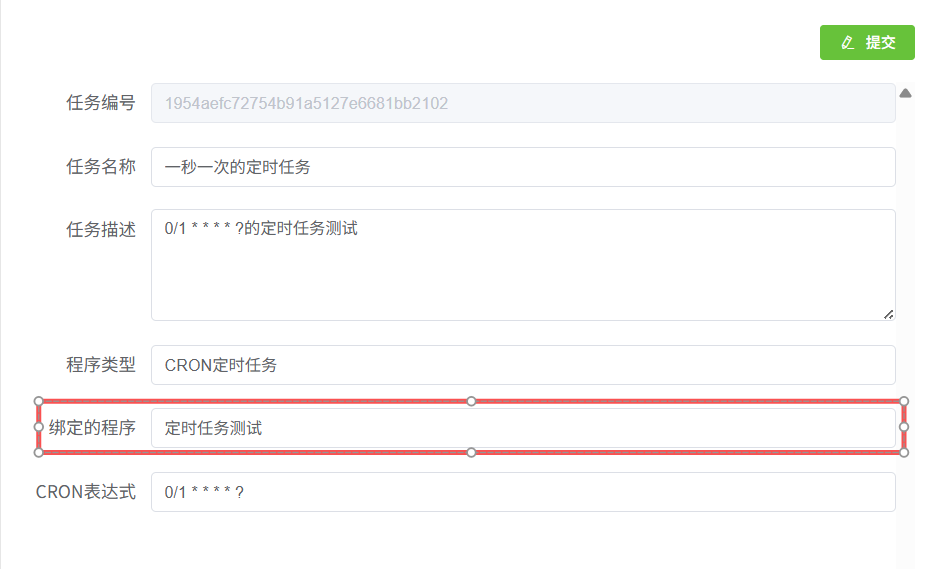 提交
任务编号 1954aefc72754b91a5127e6681bb2102
任务名称 一秒一次的定时任务
任务描述 0/1 * * * * ?的定时任务测试
程序类型 CRON定时任务
绑定的程序 定时任务测试
CRON表达式 0/1 * * * * ?